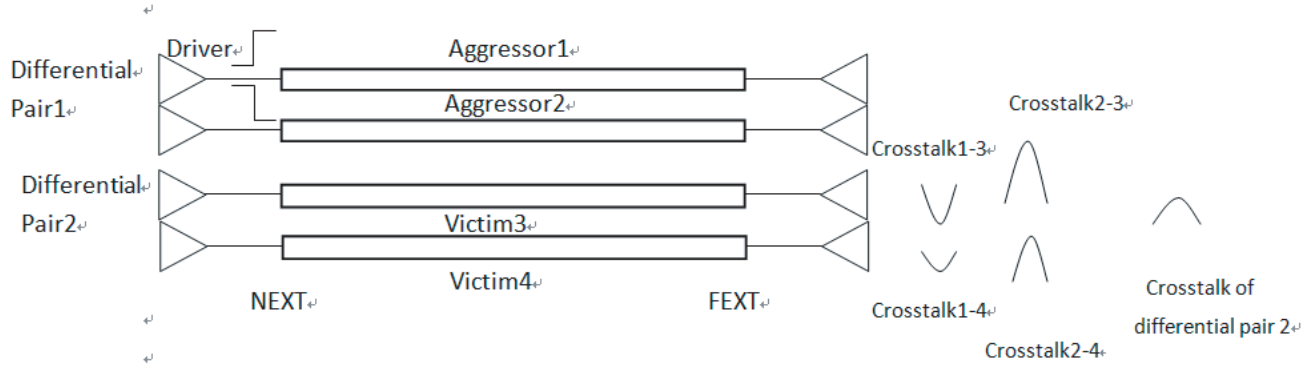 Driver
Aggressor1
Differential
Pair1
Aggressor2
Crosstalk2-3
Crosstalk1-3
Differential
Pair2
Victim3
Victim4
NEXT
FEXT
Crosstalk1-4
Crosstalk2-4
Crosstalk of
differential pair 2